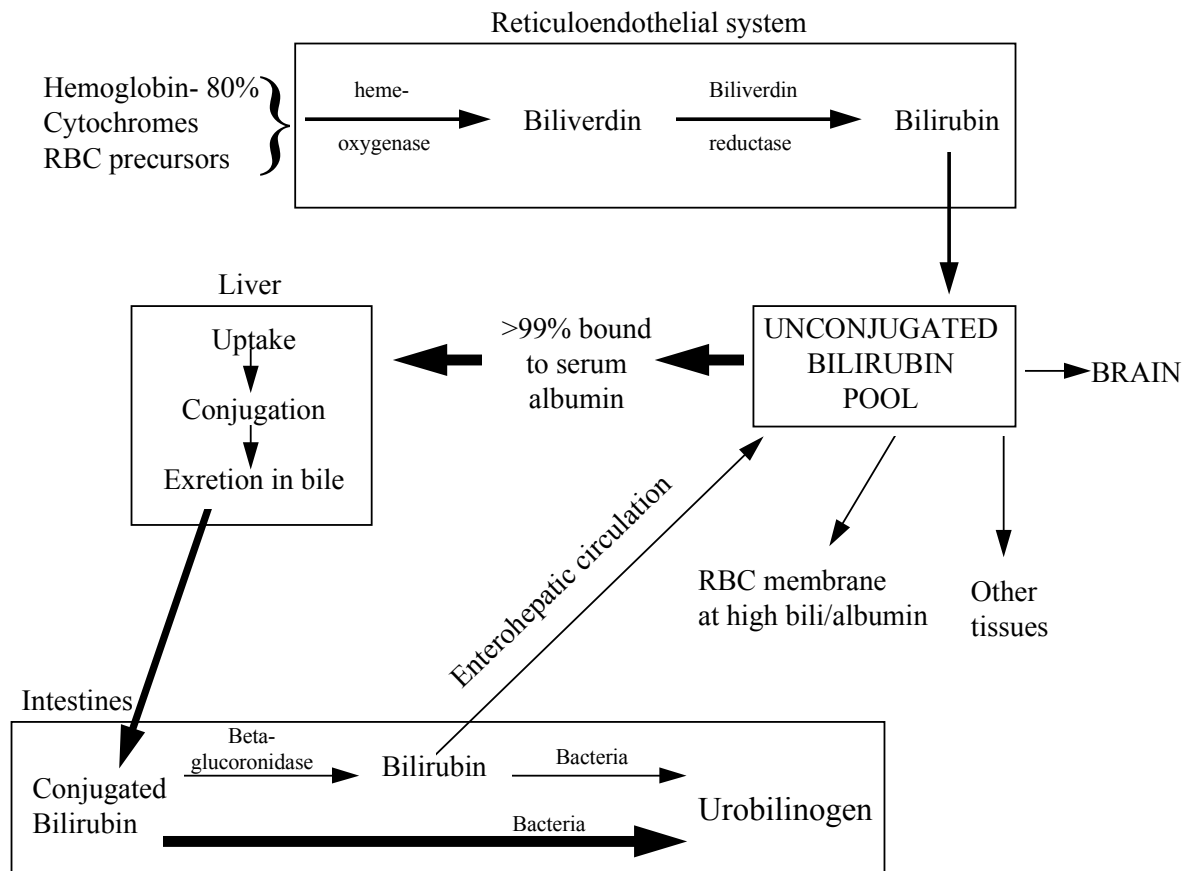 Reticuloendothelial system
Hemoglobin- 80%
Cytochromes
RBC precursors
heme-
oxygenase
Biliverdin
Biliverdin
reductase
Bilirubin
Liver
Uptake
Conjugation
Exretion in bile
>99% bound
to serum
albumin
UNCONJUGATED
BILIRUBIN
POOL
BRAIN
RBC membrane
at high bili/albumin
Other
tissues
Enterohepatic circulation
Intestines
Conjugated
Bilirubin
Beta-
glucoronidase
Bilirubin
Bacteria
Bacteria
Urobilinogen